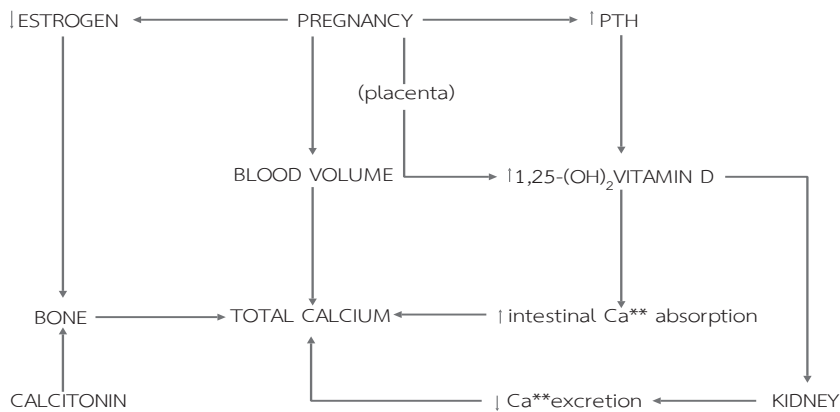 ↓ESTROGEN PREGNANCY ↑PTH
(placenta)
BLOOD VOLUME ↑1,25-(OH)₂VITAMIN D
BONE TOTAL CALCIUM ↑intestinal Ca** absorption
CALCITONIN ↓ Ca**excretion KIDNEY